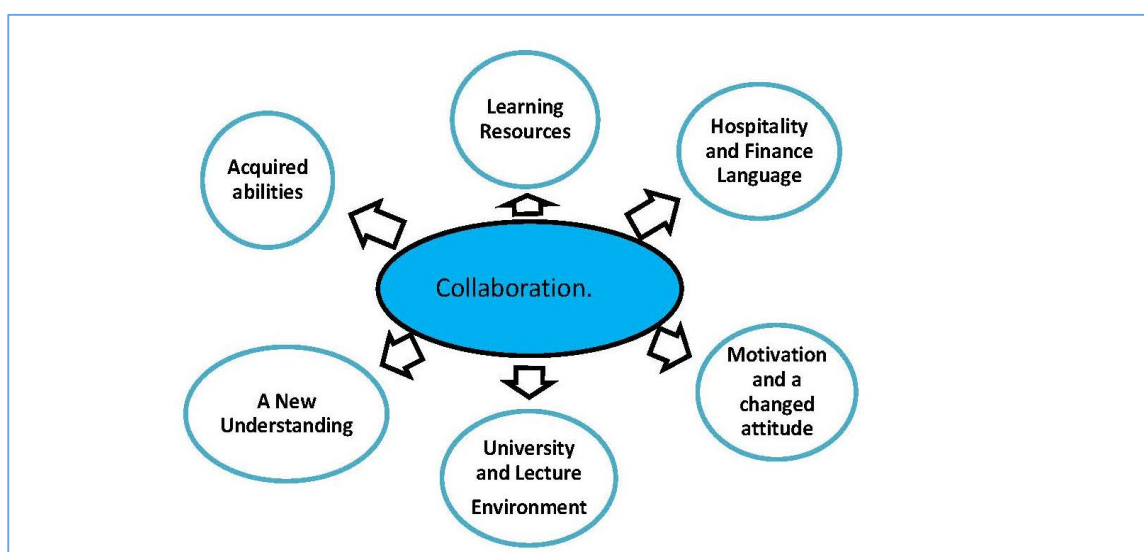 Learning
Resources
Hospitality
and Finance
Language
Acquired
abilities
Collaboration.
Motivation
and a
changed
attitude
A New
Understanding
University
and Lecture
Environment